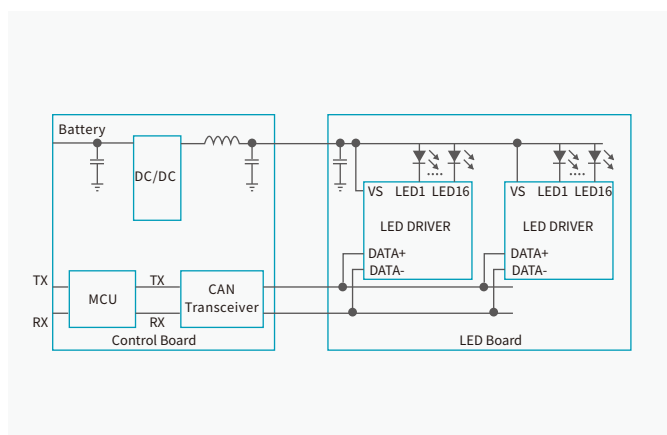 Battery
DC/DC
VS LED1 LED16
LED DRIVER
DATA+
DATA-
VS LED1 LED16
LED DRIVER
DATA+
DATA-
TX
RX
MCU
TX
RX
CAN
Transceiver
Control Board
LED Board